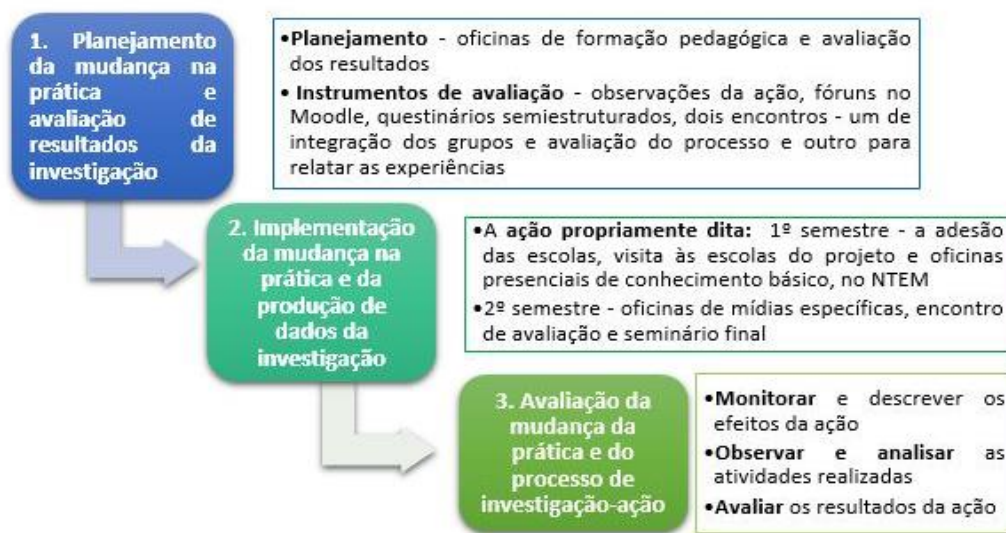 1. Planejamento
da mudança na
prática e
avaliação de
resultados da
investigação
•Planejamento - oficinas de formação pedagógica e avaliação
dos resultados
• Instrumentos de avaliação - observações da ação, fóruns no
Moodle, questinários semiestruturados, dois encontros - um de
integração dos grupos e avaliação do processo e outro para
relatar as experiências
2. Implementação
da mudança na
prática e da
produção de
dados da
investigação
•A ação propriamente dita: 1º semestre - a adesão
das escolas, visita às escolas do projeto e oficinas
presenciais de conhecimento básico, no NTEM
•2º semestre - oficinas de mídias específicas, encontro
de avaliação e seminário final
3. Avaliação da
mudança da
prática e do
processo de
investigação-ação
•Monitorar e descrever os
efeitos da ação
•Observar e analisar as
atividades realizadas
•Avaliar os resultados da ação